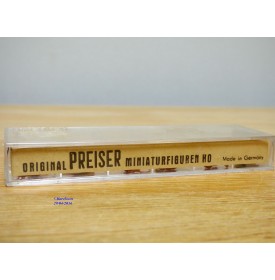 ORIGINAL PREISER MINIATURFIGUREN HO Made in Germany